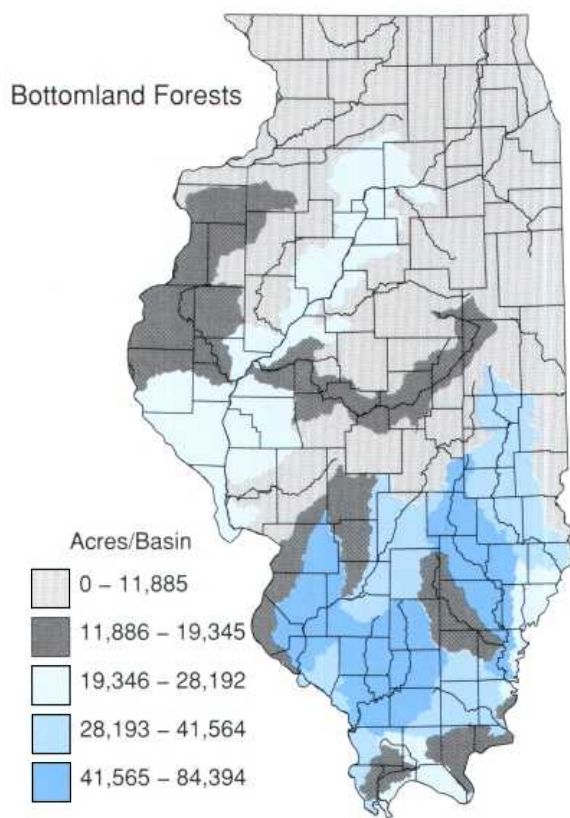 Bottomland Forests
Acres/Basin
0 – 11,885
11,886 – 19,345
19,346 – 28,192
28,193 – 41,564
41,565 – 84,394